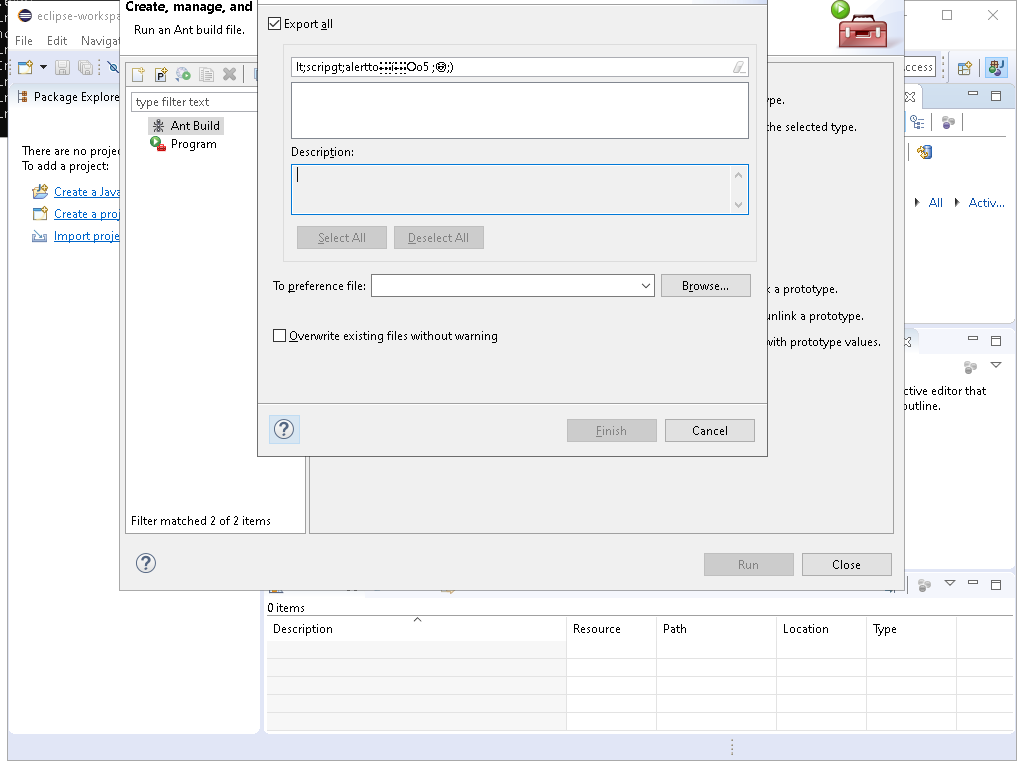 eclipse-workspa
File Edit Navigat
Package Explore
There are no projec
To add a project:
Create a Java
Create a proj
Import proje
Create, manage, and
Run an Ant build file.
type filter text
Ant Build
Program
Filter matched 2 of 2 items
Export all
Description:
Select All
Deselect All
To preference file:
Browse...
Overwrite existing files without warning
Finish
Cancel
ype.
the selected type.
k a prototype.
unlink a prototype.
with prototype values.
Run
Close
ccess
All
Activ...
ctive editor that
outline.
0 items
Description Resource Path Location Type